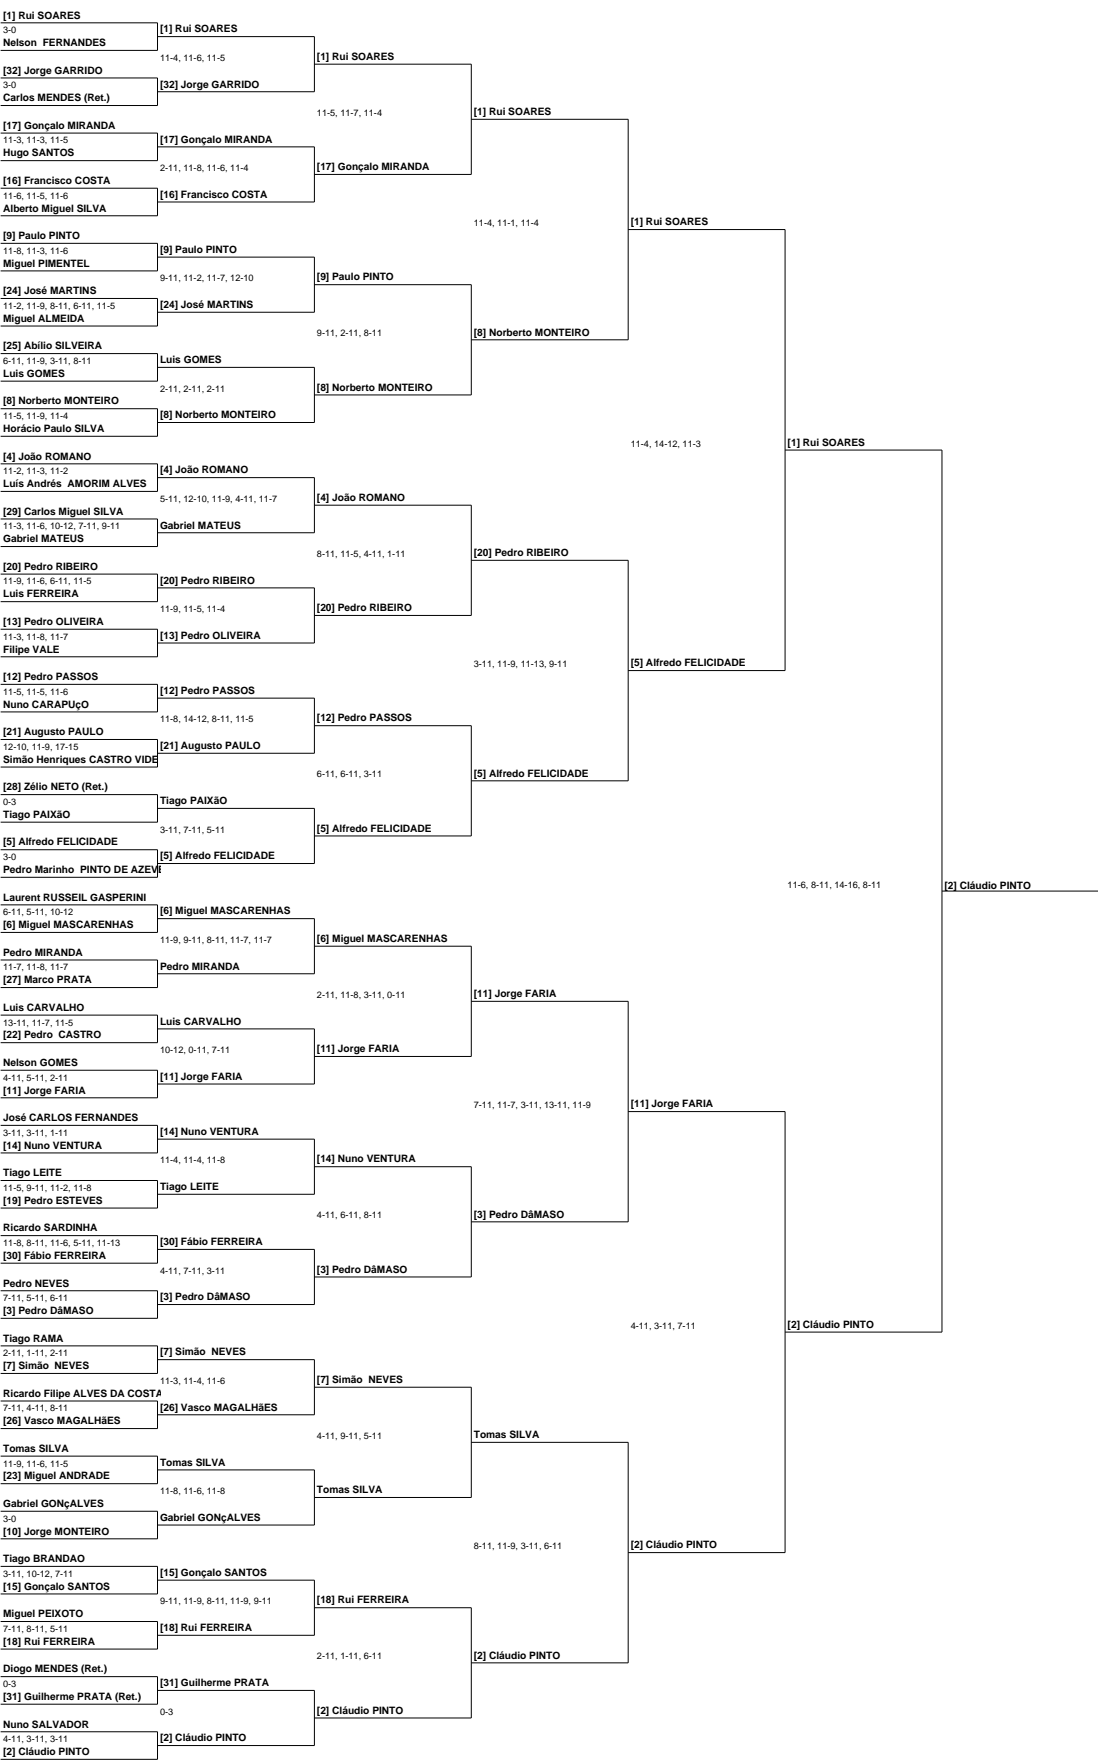 [1] Rui SOARES
3-0
[1] Rui SOARES
Nelson  FERNANDES
11-4, 11-6, 11-5
[1] Rui SOARES
[32] Jorge GARRIDO
3-0
[32] Jorge GARRIDO
Carlos MENDES (Ret.)
11-5, 11-7, 11-4
[1] Rui SOARES
[17] Gonçalo MIRANDA
11-3, 11-3, 11-5
[17] Gonçalo MIRANDA
Hugo SANTOS
2-11, 11-8, 11-6, 11-4
[17] Gonçalo MIRANDA
[16] Francisco COSTA
11-6, 11-5, 11-6
[16] Francisco COSTA
Alberto Miguel SILVA
11-4, 11-1, 11-4
[1] Rui SOARES
[9] Paulo PINTO
11-8, 11-3, 11-6
[9] Paulo PINTO
Miguel PIMENTEL
9-11, 11-2, 11-7, 12-10
[9] Paulo PINTO
[24] José MARTINS
11-2, 11-9, 8-11, 6-11, 11-5
[24] José MARTINS
Miguel ALMEIDA
9-11, 2-11, 8-11
[8] Norberto MONTEIRO
[25] Abílio SILVEIRA
6-11, 11-9, 3-11, 8-11
Luis GOMES
Luis GOMES
2-11, 2-11, 2-11
[8] Norberto MONTEIRO
[8] Norberto MONTEIRO
11-5, 11-9, 11-4
[8] Norberto MONTEIRO
Horácio Paulo SILVA
11-4, 14-12, 11-3
[1] Rui SOARES
[4] João ROMANO
11-2, 11-3, 11-2
[4] João ROMANO
Luís Andrés  AMORIM ALVES
5-11, 12-10, 11-9, 4-11, 11-7
[4] João ROMANO
[29] Carlos Miguel SILVA
11-3, 11-6, 10-12, 7-11, 9-11
Gabriel MATEUS
Gabriel MATEUS
8-11, 11-5, 4-11, 1-11
[20] Pedro RIBEIRO
[20] Pedro RIBEIRO
11-9, 11-6, 6-11, 11-5
[20] Pedro RIBEIRO
Luis FERREIRA
11-9, 11-5, 11-4
[20] Pedro RIBEIRO
[13] Pedro OLIVEIRA
11-3, 11-8, 11-7
[13] Pedro OLIVEIRA
Filipe VALE
3-11, 11-9, 11-13, 9-11
[5] Alfredo FELICIDADE
[12] Pedro PASSOS
11-5, 11-5, 11-6
[12] Pedro PASSOS
Nuno CARAPUçO
11-8, 14-12, 8-11, 11-5
[12] Pedro PASSOS
[21] Augusto PAULO
12-10, 11-9, 17-15
[21] Augusto PAULO
Simão Henriques CASTRO VIDE
6-11, 6-11, 3-11
[5] Alfredo FELICIDADE
[28] Zélio NETO (Ret.)
0-3
Tiago PAIXãO
Tiago PAIXãO
3-11, 7-11, 5-11
[5] Alfredo FELICIDADE
[5] Alfredo FELICIDADE
3-0
[5] Alfredo FELICIDADE
Pedro Marinho  PINTO DE AZEVE
11-6, 8-11, 14-16, 8-11
[2] Cláudio PINTO
Laurent RUSSEIL GASPERINI
6-11, 5-11, 10-12
[6] Miguel MASCARENHAS
[6] Miguel MASCARENHAS
11-9, 9-11, 8-11, 11-7, 11-7
[6] Miguel MASCARENHAS
Pedro MIRANDA
11-7, 11-8, 11-7
Pedro MIRANDA
[27] Marco PRATA
2-11, 11-8, 3-11, 0-11
[11] Jorge FARIA
Luis CARVALHO
13-11, 11-7, 11-5
Luis CARVALHO
[22] Pedro  CASTRO
10-12, 0-11, 7-11
[11] Jorge FARIA
Nelson GOMES
4-11, 5-11, 2-11
[11] Jorge FARIA
[11] Jorge FARIA
7-11, 11-7, 3-11, 13-11, 11-9
[11] Jorge FARIA
José CARLOS FERNANDES
3-11, 3-11, 1-11
[14] Nuno VENTURA
[14] Nuno VENTURA
11-4, 11-4, 11-8
[14] Nuno VENTURA
Tiago LEITE
11-5, 9-11, 11-2, 11-8
Tiago LEITE
[19] Pedro ESTEVES
4-11, 6-11, 8-11
[3] Pedro DâMASO
Ricardo SARDINHA
11-8, 8-11, 11-6, 5-11, 11-13
[30] Fábio FERREIRA
[30] Fábio FERREIRA
4-11, 7-11, 3-11
[3] Pedro DâMASO
Pedro NEVES
7-11, 5-11, 6-11
[3] Pedro DâMASO
[3] Pedro DâMASO
4-11, 3-11, 7-11
[2] Cláudio PINTO
Tiago RAMA
2-11, 1-11, 2-11
[7] Simão  NEVES
[7] Simão  NEVES
11-3, 11-4, 11-6
[7] Simão  NEVES
Ricardo Filipe ALVES DA COSTA
7-11, 4-11, 8-11
[26] Vasco MAGALHãES
[26] Vasco MAGALHãES
4-11, 9-11, 5-11
Tomas SILVA
Tomas SILVA
11-9, 11-6, 11-5
Tomas SILVA
[23] Miguel ANDRADE
11-8, 11-6, 11-8
Tomas SILVA
Gabriel GONçALVES
3-0
Gabriel GONçALVES
[10] Jorge MONTEIRO
8-11, 11-9, 3-11, 6-11
[2] Cláudio PINTO
Tiago BRANDAO
3-11, 10-12, 7-11
[15] Gonçalo SANTOS
[15] Gonçalo SANTOS
9-11, 11-9, 8-11, 11-9, 9-11
[18] Rui FERREIRA
Miguel PEIXOTO
7-11, 8-11, 5-11
[18] Rui FERREIRA
[18] Rui FERREIRA
2-11, 1-11, 6-11
[2] Cláudio PINTO
Diogo MENDES (Ret.)
0-3
[31] Guilherme PRATA
[31] Guilherme PRATA (Ret.)
0-3
[2] Cláudio PINTO
Nuno SALVADOR
4-11, 3-11, 3-11
[2] Cláudio PINTO
[2] Cláudio PINTO